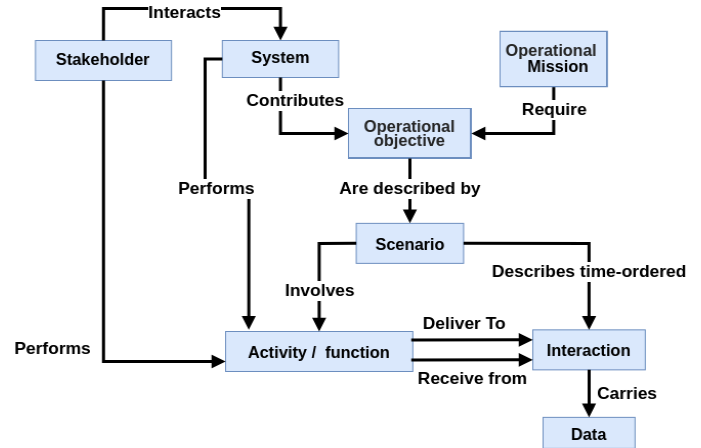 Interacts
Stakeholder
System
Operational
Mission
Contributes
Require
Operational
objective
Performs
Are described by
Scenario
Describes time-ordered
Involves
Deliver To
Performs
Activity /  function
Interaction
Receive from
Carries
Data